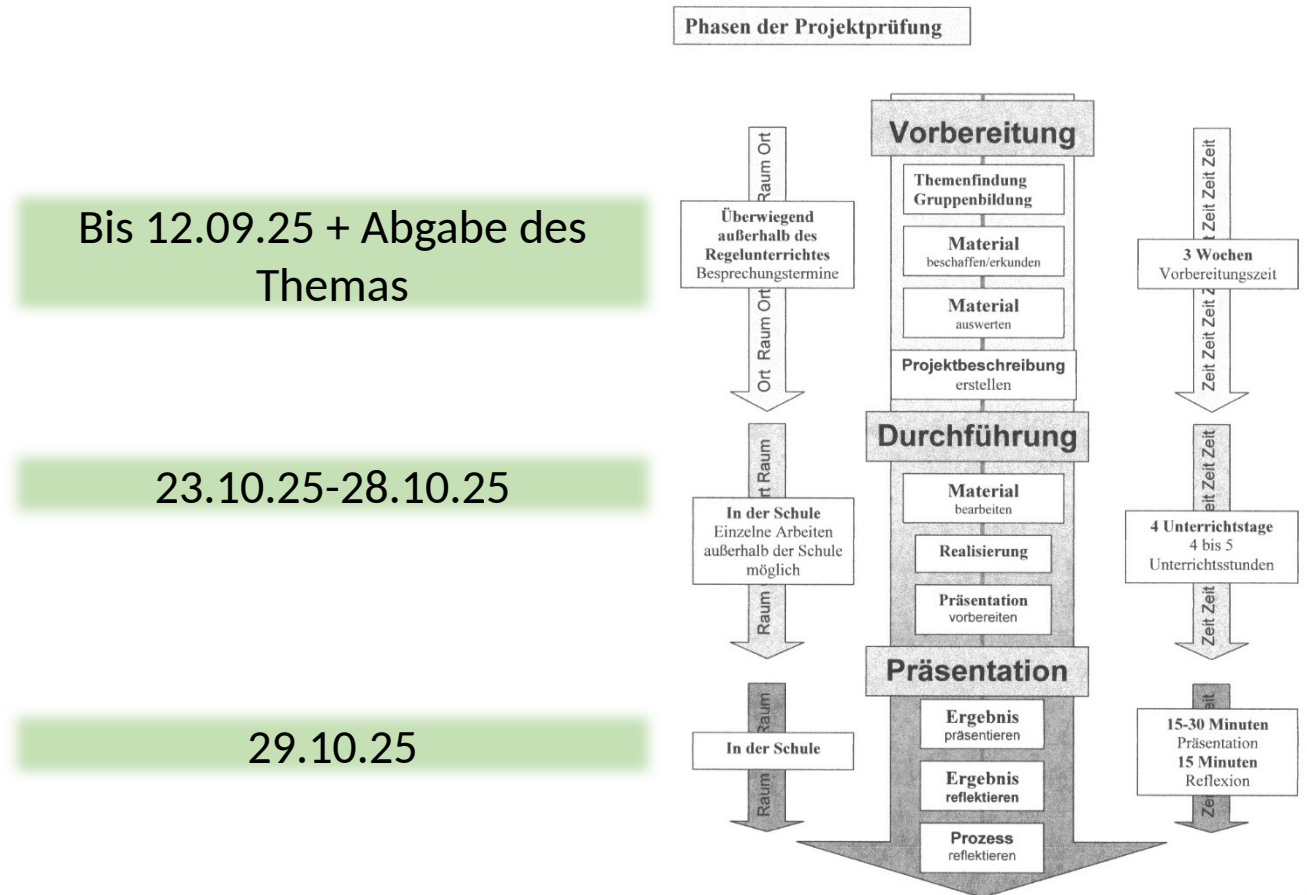 Phasen der Projektprüfung
Bis 12.09.25 + Abgabe des
Themas
23.10.25-28.10.25
29.10.25
Raum Ort
Ort Raum Ort
Überwiegend
außerhalb des
Regelunterrichtes
Besprechungstermine
Raum
In der Schule
Einzelne Arbeiten
außerhalb der Schule
möglich
Raum
Raum
In der Schule
Raum
Vorbereitung
Themenfindung
Gruppenbildung
Material
beschaffen/erkunden
Material
auswerten
Projektbeschreibung
erstellen
Durchführung
Material
bearbeiten
Realisierung
Präsentation
vorbereiten
Präsentation
Ergebnis
präsentieren
Ergebnis
reflektieren
Prozess
reflektieren
Zeit Zeit Zeit
Zeit Zeit Zeit
3 Wochen
Vorbereitungszeit
Zeit Zeit
4 Unterrichtstage
4 bis 5
Unterrichtsstunden
Zeit Zeit
15-30 Minuten
Präsentation
15 Minuten
Reflexion